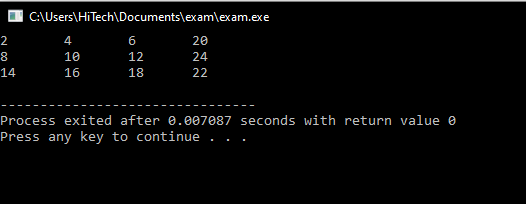 C:\Users\HiTech\Documents\exam\exam.exe
2 4 6 20
8 10 12 24
14 16 18 22
--------------------------------
Process exited after 0.007087 seconds with return value 0
Press any key to continue . . .